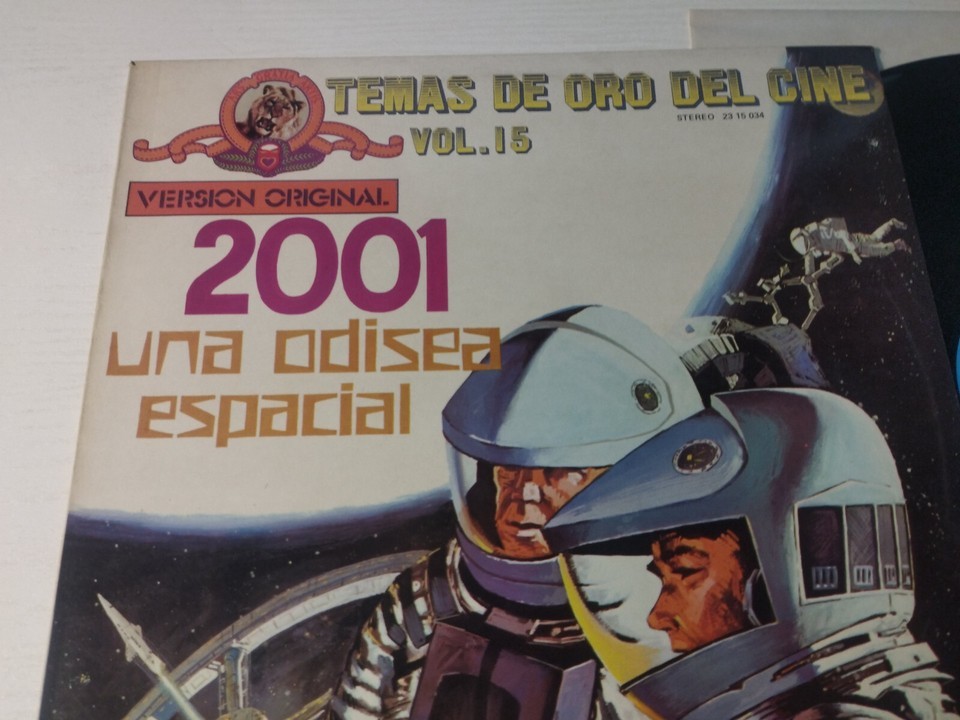 TEMAS DE ORO DEL CINE
VOL.15
STEREO 23 15 034
VERSION ORIGINAL
2001
una odisea
espacial